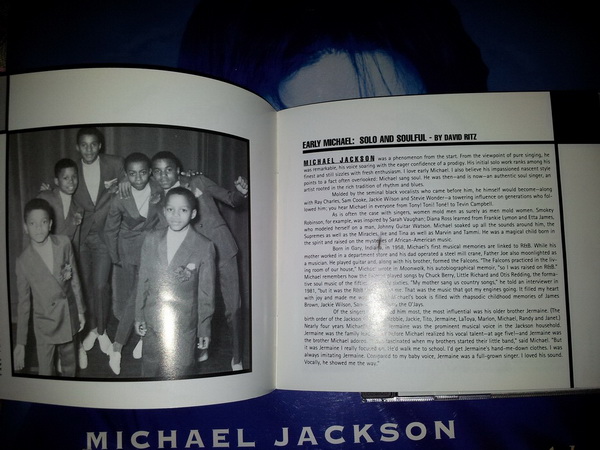 EARLY MICHAEL: SOLO AND SOULFUL - BY DAVID RITZ
MICHAEL JACKSON was a phenomenon from the start. From the viewpoint of pure singing, he
was remarkable, his voice soaring with the eager confidence of a prodigy. His initial solo work ranks among his
finest and still sizzles with fresh enthusiasm. I love early Michael. I also believe his impassioned nascent style
points to a fact often overlooked: Michael sang soul. He was then—and is now—an authentic soul singer, an
artist rooted in the rich tradition of rhythm and blues.
Molded by the seminal black vocalists who came before him, he himself would become—along
with Ray Charles, Sam Cooke, Jackie Wilson and Stevie Wonder—a towering influence on generations who fol-
lowed him; you hear Michael in everyone from Tony! Toni! Toné! to Tevin Campbell.
As is often the case with singers, women mold men as surely as men mold women. Smokey
Robinson, for example, was inspired by Sarah Vaughan; Diana Ross learned from Frankie Lymon and Etta James,
who modeled herself on a man, Johnny Guitar Watson. Michael soaked up all the sounds around him, the
Supremes as well as the Miracles, Ike and Tina as well as Marvin and Tammi. He was a magical child born in
the spirit and raised on the mysteries of African-American music.
Born in Gary, Indiana, in 1958, Michael's first musical memories are linked to R&B. While his
mother worked in a department store and his dad operated a steel mill crane, Father Joe also moonlighted as
a musician. He played guitar and, along with his brother, formed the Falcons. "The Falcons practiced in the liv-
ing room of our house," Michael wrote in Moonwalk, his autobiographical memoir, "so I was raised on R&B."
Michael remembers how the played songs by Chuck Berry, Little Richard and Otis Redding, the forma-
tive soul music of the fifties sixties. "My mother sang us country songs," he told an interviewer in
1981, "but it was the R&B me. That was the music that got my engines going. It filled my heart
with joy and made me Michael's book is filled with rhapsodic childhood memories of James
Brown, Jackie Wilson, Sam the O'Jays.
Of the singers him most, the most influential was his older brother Jermaine. (The
birth order of the Jackson Rebbie, Jackie, Tito, Jermaine, LaToya, Marlon, Michael, Randy and Janet.)
Nearly four years Michael's Jermaine was the prominent musical voice in the Jackson household.
Jermaine was the family before Michael realized his vocal talent—at age five!—and Jermaine was
the brother Michael adored. fascinated when my brothers started their little band," said Michael. "But
it was Jermaine I really focused on. He'd walk me to school. I'd get Jermaine's hand-me-down clothes. I was
always imitating Jermaine. Compared to my baby voice, Jermaine was a full-grown singer. I loved his sound.
Vocally, he showed me the way."
MICHAEL JACKSON